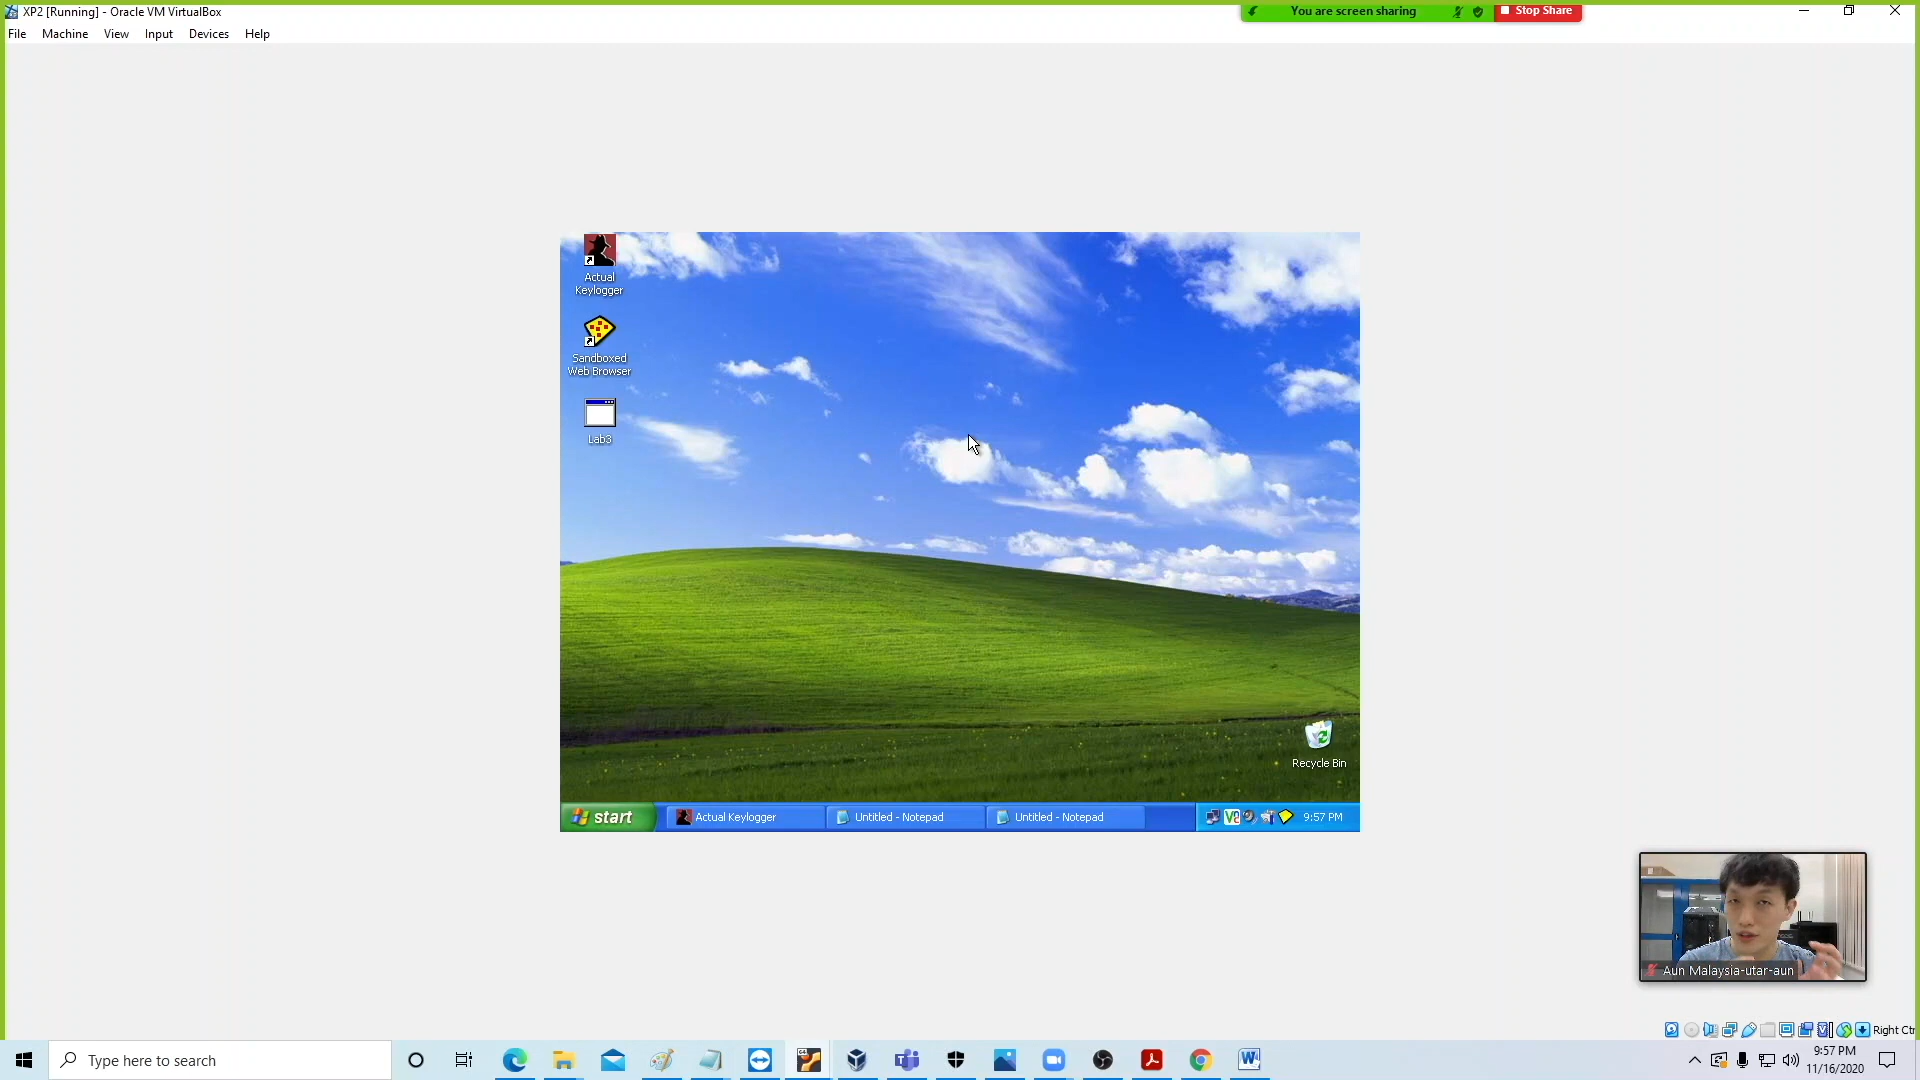 XP2 [Running] - Oracle VM VirtualBox
You are screen sharing
Stop Share
File Machine View Input Devices Help
Actual
Keylogger
Sandboxed
Web Browser
Lab3
Recycle Bin
start
Actual Keylogger
Untitled - Notepad
Untitled - Notepad
9:57 PM
Aun Malaysia-utar-aun
Right Ctr
Type here to search
9:57 PM
11/16/2020